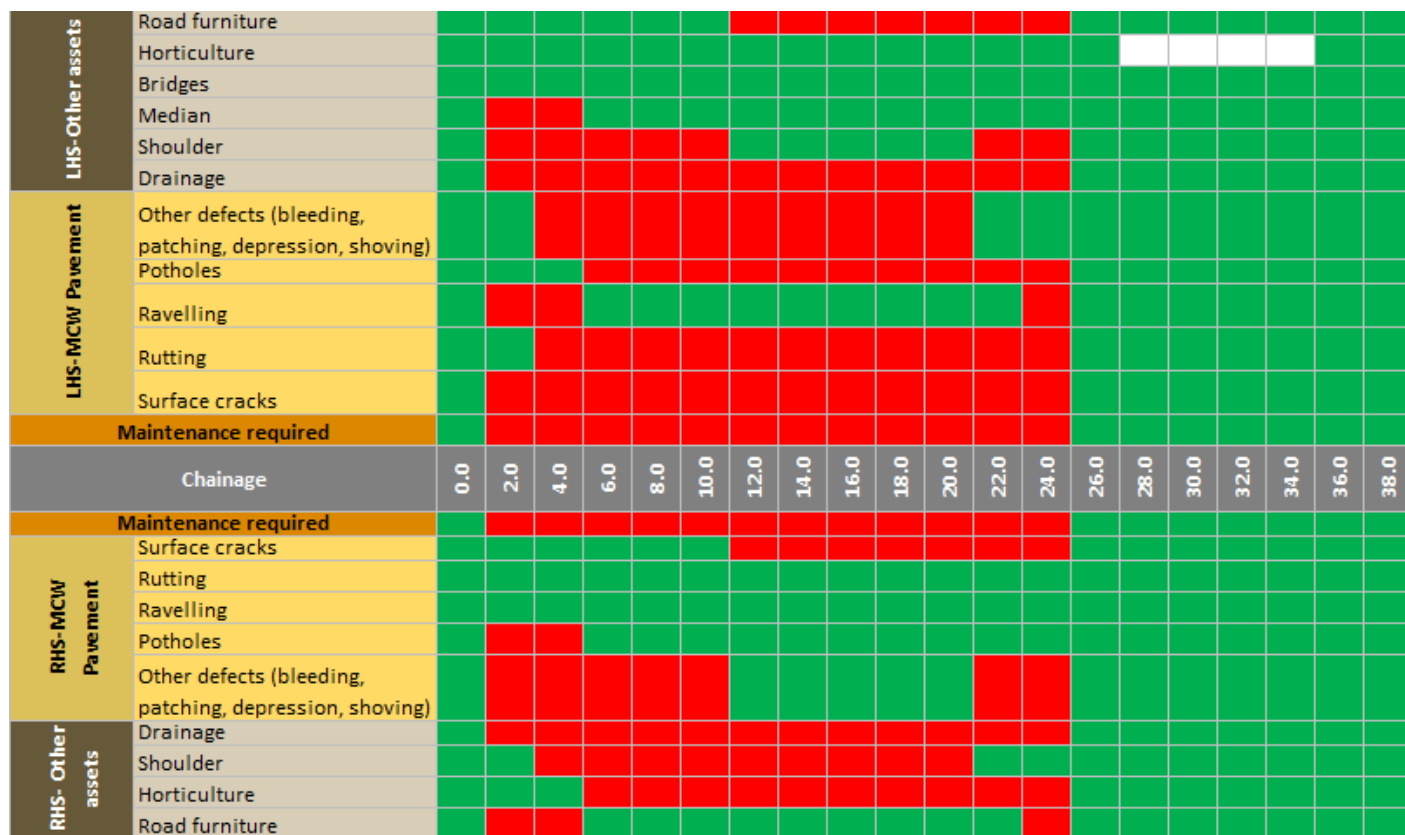 LHS-Other assets
Road furniture
Horticulture
Bridges
Median
Shoulder
Drainage
LHS-MCW Pavement
Other defects (bleeding,
patching, depression, shoving)
Potholes
Ravelling
Rutting
Surface cracks
Maintenance required
Chainage 0.0 2.0 4.0 6.0 8.0 10.0 12.0 14.0 16.0 18.0 20.0 22.0 24.0 26.0 28.0 30.0 32.0 34.0 36.0 38.0
Maintenance required
RHS-MCW
Pavement
Surface cracks
Rutting
Ravelling
Potholes
Other defects (bleeding,
patching, depression, shoving)
RHS- Other
assets
Drainage
Shoulder
Horticulture
Road furniture